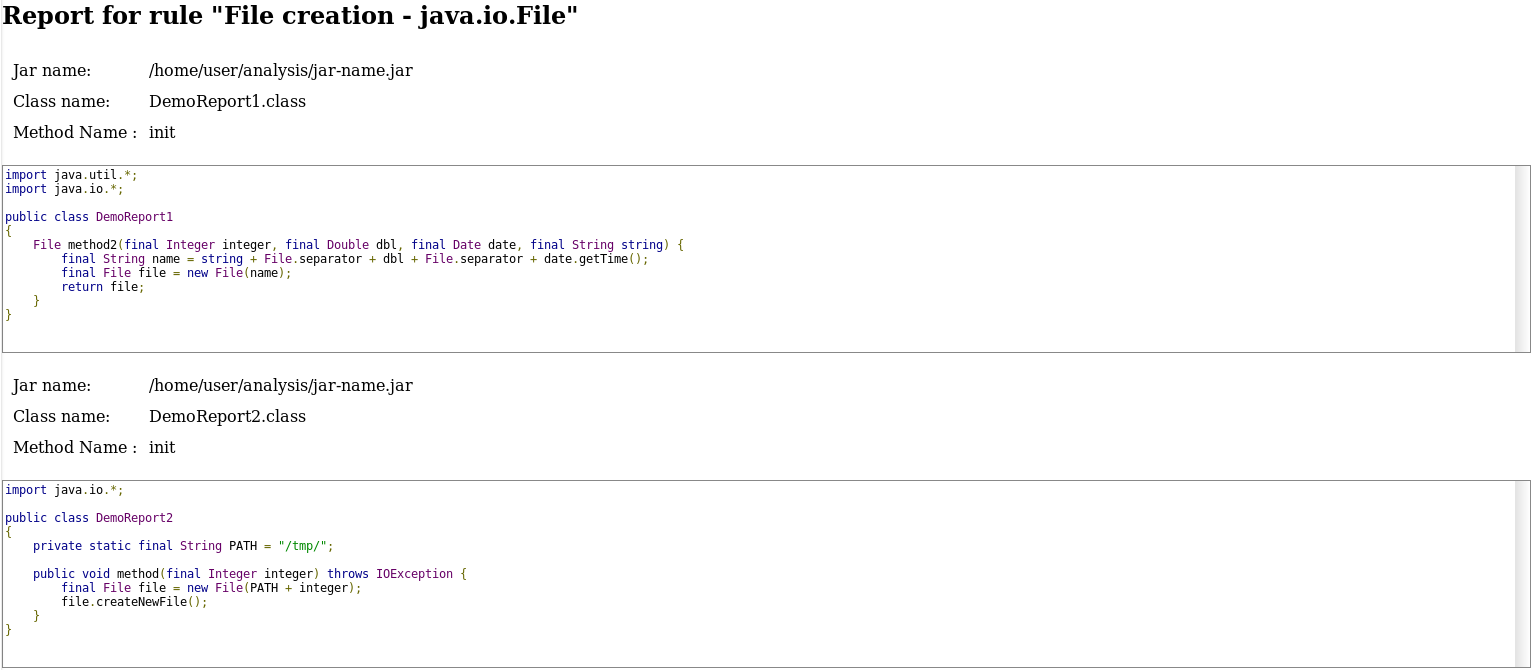 Report for rule "File creation - java.io.File"
Jar name: /home/user/analysis/jar-name.jar
Class name: DemoReport1.class
Method Name : init
import java.util.*;
import java.io.*;

public class DemoReport1
{
    File method2(final Integer integer, final Double dbl, final Date date, final String string) {
        final String name = string + File.separator + dbl + File.separator + date.getTime();
        final File file = new File(name);
        return file;
    }
}
Jar name: /home/user/analysis/jar-name.jar
Class name: DemoReport2.class
Method Name : init
import java.io.*;

public class DemoReport2
{
    private static final String PATH = "/tmp/";

    public void method(final Integer integer) throws IOException {
        final File file = new File(PATH + integer);
        file.createNewFile();
    }
}